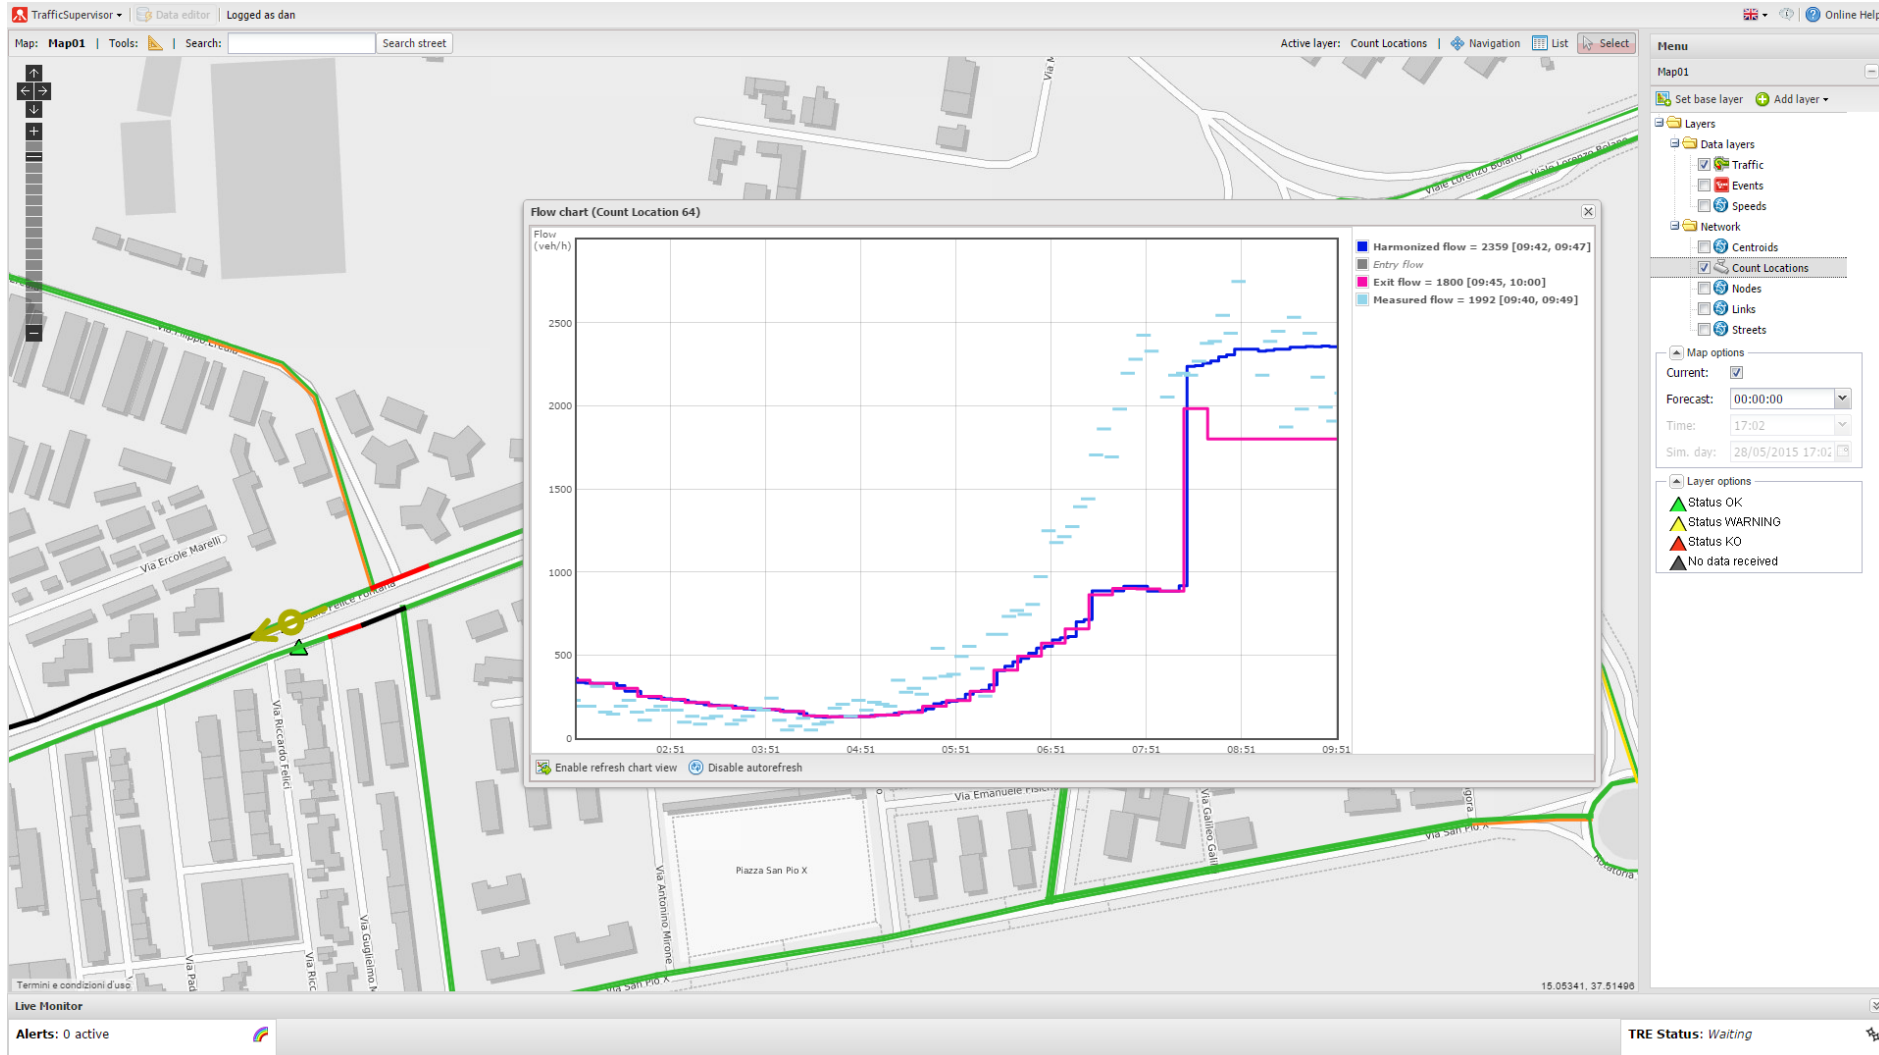 TrafficSupervisor
Data editor
Logged as dan
Online Help
Map: Map01 | Tools: | Search:
Search street
Active layer: Count Locations | Navigation
List
Select
Menu
Map01
Set base layer
Add layer
Layers
Data layers
Traffic
Events
Speeds
Network
Centroids
Count Locations
Nodes
Links
Streets
Map options
Current:
Forecast: 00:00:00
Time: 17:02
Sim. day: 28/05/2015 17:02
Layer options
Status OK
Status WARNING
Status KO
No data received
Viale Lorenzo Bolano
Viale Lorenzo Bolano
Via Filippo Eredia
Via Ercole Marelli
Via Riccardo Felici
Flow chart (Count Location 64)
Flow
(veh/h)
2500
2000
1500
1000
500
0
02:51
03:51
04:51
05:51
06:51
07:51
08:51
09:51
Harmonized flow = 2359 [09:42, 09:47]
Entry flow
Exit flow = 1800 [09:45, 10:00]
Measured flow = 1992 [09:40, 09:49]
Enable refresh chart view
Disable autorefresh
Via Antonino Mirone
Piazza San Pio X
Via San Pio X
Via San Pio X
Rotatoria
Termini e condizioni d'uso
15.05341, 37.51496
Live Monitor
Alerts: 0 active
TRE Status: Waiting